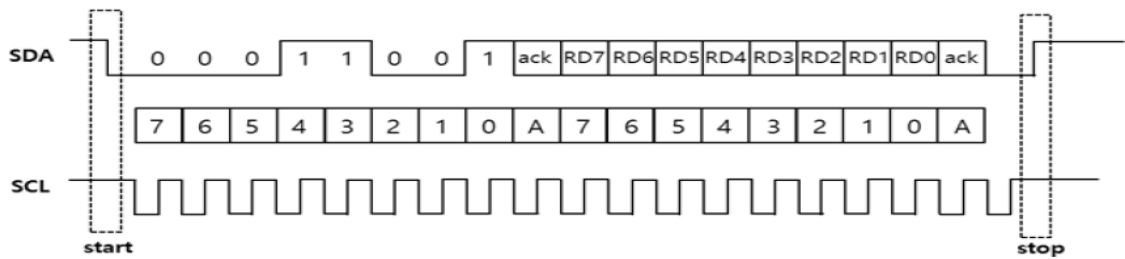 SDA 0 0 0 1 1 0 0 1 ack RD7 RD6 RD5 RD4 RD3 RD2 RD1 RD0 ack
7 6 5 4 3 2 1 0 A 7 6 5 4 3 2 1 0 A
SCL
start stop